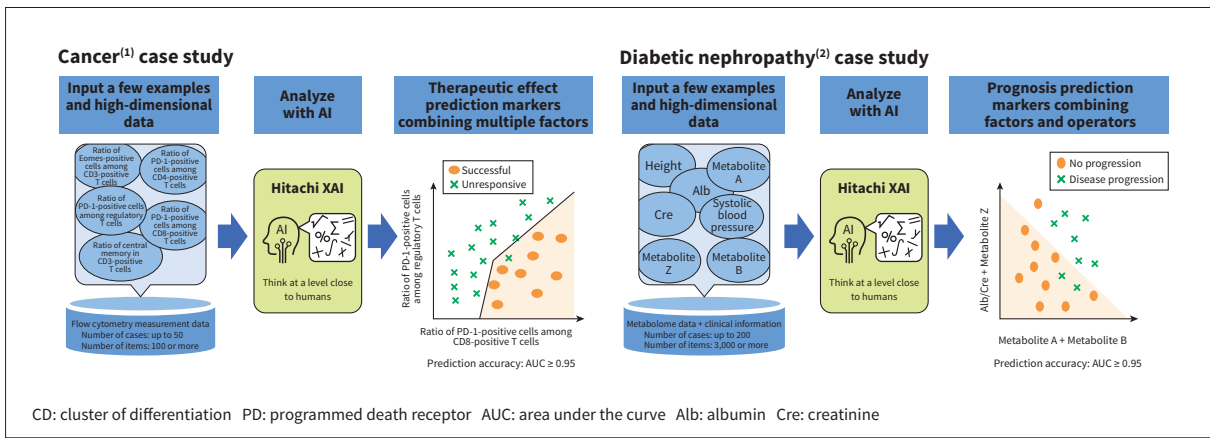 Cancer(1) case study
Input a few examples
and high-dimensional
data
Analyze
with AI
Therapeutic effect
prediction markers
combining multiple factors
Ratio of
Eomes-positive
cells among
CD3-positive
T cells
Ratio of
PD-1-positive
cells among
CD4-positive
T cells
Ratio of
PD-1-positive cells
among regulatory T
cells
Ratio of
PD-1-positive
cells among
CD8-positive
T cells
Ratio of central
memory in
CD3-positive
T cells
Flow cytometry measurement data
Number of cases: up to 50
Number of items: 100 or more
Hitachi XAI
AI
√ =
% Σ
+ ∫ x
Think at a level close
to humans
Successful
Unresponsive
Ratio of PD-1-positive cells
among regulatory T cells
Ratio of PD-1-positive cells among
CD8-positive T cells
Prediction accuracy: AUC ≥ 0.95
Diabetic nephropathy(2) case study
Input a few examples
and high-dimensional
data
Analyze
with AI
Prognosis prediction
markers combining
factors and operators
Height
Metabolite
A
Alb
Cre
Systolic
blood
pressure
Metabolite
Z
Metabolite
B
Metabolome data + clinical information
Number of cases: up to 200
Number of items: 3,000 or more
Hitachi XAI
AI
√ =
% Σ
+ ∫ x
Think at a level close
to humans
No progression
Disease progression
Alb/Cre + Metabolite Z
Metabolite A + Metabolite B
Prediction accuracy: AUC ≥ 0.95
CD: cluster of differentiation PD: programmed death receptor AUC: area under the curve Alb: albumin Cre: creatinine